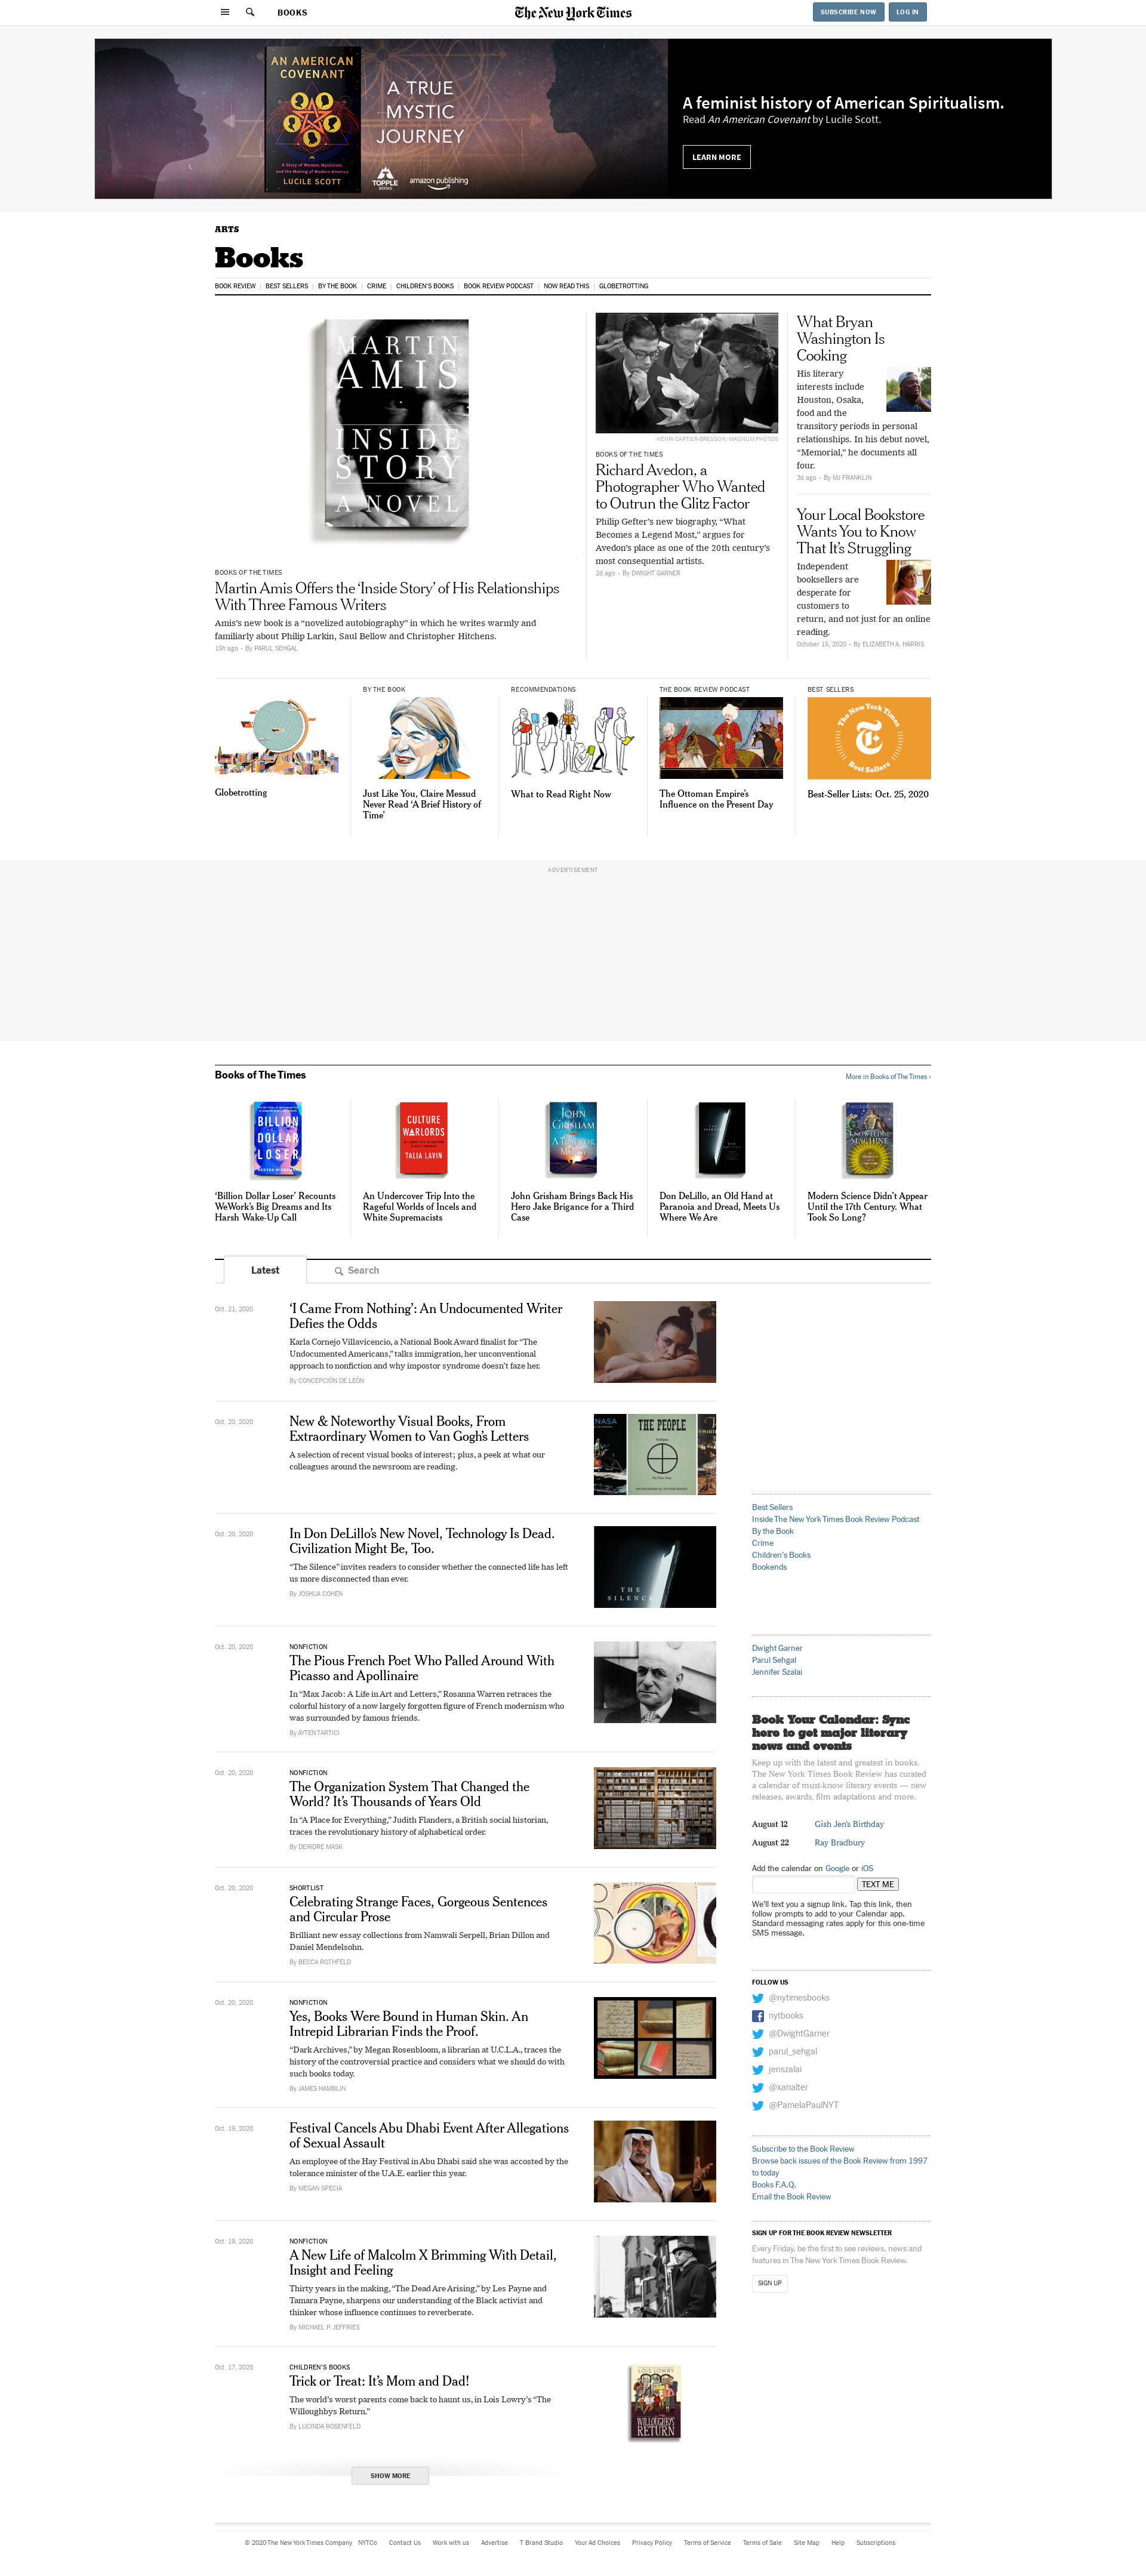 BOOKS
The New York Times
SUBSCRIBE NOW
LOG IN
AN AMERICAN
COVENANT
A Story of Women, Mysticism,
and the Making of Modern America
LUCILE SCOTT
A TRUE
MYSTIC
JOURNEY
TOPPLE
BOOKS
amazon publishing
A feminist history of American Spiritualism.
Read An American Covenant by Lucile Scott.
LEARN MORE
ARTS
Books
BOOK REVIEW
BEST SELLERS
BY THE BOOK
CRIME
CHILDREN'S BOOKS
BOOK REVIEW PODCAST
NOW READ THIS
GLOBETROTTING
MARTIN
AMIS
INSIDE
STORY
A NOVEL
BOOKS OF THE TIMES
Martin Amis Offers the ‘Inside Story’ of His Relationships
With Three Famous Writers
Amis’s new book is a “novelized autobiography” in which he writes warmly and
familiarly about Philip Larkin, Saul Bellow and Christopher Hitchens.
15h ago • By PARUL SEHGAL
HENRI CARTIER-BRESSON/MAGNUM PHOTOS
BOOKS OF THE TIMES
Richard Avedon, a
Photographer Who Wanted
to Outrun the Glitz Factor
Philip Gefter’s new biography, “What
Becomes a Legend Most,” argues for
Avedon’s place as one of the 20th century’s
most consequential artists.
2d ago • By DWIGHT GARNER
What Bryan
Washington Is
Cooking
His literary
interests include
Houston, Osaka,
food and the
transitory periods in personal
relationships. In his debut novel,
“Memorial,” he documents all
four.
3d ago • By MJ FRANKLIN
Your Local Bookstore
Wants You to Know
That It’s Struggling
Independent
booksellers are
desperate for
customers to
return, and not just for an online
reading.
October 15, 2020 • By ELIZABETH A. HARRIS
Globetrotting
BY THE BOOK
Just Like You, Claire Messud
Never Read ‘A Brief History of
Time’
RECOMMENDATIONS
What to Read Right Now
THE BOOK REVIEW PODCAST
The Ottoman Empire’s
Influence on the Present Day
BEST SELLERS
The New York Times
T
Best Sellers
Best-Seller Lists: Oct. 25, 2020
ADVERTISEMENT
Books of The Times
More in Books of The Times ›
BILLION
DOLLAR
LOSER
‘Billion Dollar Loser’ Recounts
WeWork’s Big Dreams and Its
Harsh Wake-Up Call
CULTURE
WARLORDS
TALIA LAVIN
An Undercover Trip Into the
Rageful Worlds of Incels and
White Supremacists
JOHN
GRISHAM
A TIME FOR
MERCY
John Grisham Brings Back His
Hero Jake Brigance for a Third
Case
Don DeLillo, an Old Hand at
Paranoia and Dread, Meets Us
Where We Are
KNOWLEDGE
MACHINE
Modern Science Didn’t Appear
Until the 17th Century. What
Took So Long?
Latest
Search
Oct. 21, 2020
‘I Came From Nothing’: An Undocumented Writer
Defies the Odds
Karla Cornejo Villavicencio, a National Book Award finalist for “The
Undocumented Americans,” talks immigration, her unconventional
approach to nonfiction and why impostor syndrome doesn’t faze her.
By CONCEPCIÓN DE LEÓN
Oct. 20, 2020
New & Noteworthy Visual Books, From
Extraordinary Women to Van Gogh’s Letters
A selection of recent visual books of interest; plus, a peek at what our
colleagues around the newsroom are reading.
NASA
THE PEOPLE
Oct. 20, 2020
In Don DeLillo’s New Novel, Technology Is Dead.
Civilization Might Be, Too.
“The Silence” invites readers to consider whether the connected life has left
us more disconnected than ever.
By JOSHUA COHEN
THE
SILENCE
Oct. 20, 2020
NONFICTION
The Pious French Poet Who Palled Around With
Picasso and Apollinaire
In “Max Jacob: A Life in Art and Letters,” Rosanna Warren retraces the
colorful history of a now largely forgotten figure of French modernism who
was surrounded by famous friends.
By AYTEN TARTICI
Oct. 20, 2020
NONFICTION
The Organization System That Changed the
World? It’s Thousands of Years Old
In “A Place for Everything,” Judith Flanders, a British social historian,
traces the revolutionary history of alphabetical order.
By DEIRDRE MASK
Oct. 20, 2020
SHORTLIST
Celebrating Strange Faces, Gorgeous Sentences
and Circular Prose
Brilliant new essay collections from Namwali Serpell, Brian Dillon and
Daniel Mendelsohn.
By BECCA ROTHFELD
Oct. 20, 2020
NONFICTION
Yes, Books Were Bound in Human Skin. An
Intrepid Librarian Finds the Proof.
“Dark Archives,” by Megan Rosenbloom, a librarian at U.C.L.A., traces the
history of the controversial practice and considers what we should do with
such books today.
By JAMES HAMBLIN
Oct. 19, 2020
Festival Cancels Abu Dhabi Event After Allegations
of Sexual Assault
An employee of the Hay Festival in Abu Dhabi said she was accosted by the
tolerance minister of the U.A.E. earlier this year.
By MEGAN SPECIA
Oct. 19, 2020
NONFICTION
A New Life of Malcolm X Brimming With Detail,
Insight and Feeling
Thirty years in the making, “The Dead Are Arising,” by Les Payne and
Tamara Payne, sharpens our understanding of the Black activist and
thinker whose influence continues to reverberate.
By MICHAEL P. JEFFRIES
Oct. 17, 2020
CHILDREN’S BOOKS
Trick or Treat: It’s Mom and Dad!
The world’s worst parents come back to haunt us, in Lois Lowry’s “The
Willoughbys Return.”
By LUCINDA ROSENFELD
LOIS LOWRY
WILLOUGHBYS
RETURN
SHOW MORE
Best Sellers
Inside The New York Times Book Review Podcast
By the Book
Crime
Children's Books
Bookends
Dwight Garner
Parul Sehgal
Jennifer Szalai
Book Your Calendar: Sync
here to get major literary
news and events
Keep up with the latest and greatest in books.
The New York Times Book Review has curated
a calendar of must-know literary events — new
releases, awards, film adaptations and more.
August 12 Gish Jen's Birthday
August 22 Ray Bradbury
Add the calendar on Google or iOS
TEXT ME
We'll text you a signup link. Tap this link, then
follow prompts to add to your Calendar app.
Standard messaging rates apply for this one-time
SMS message.
FOLLOW US
@nytimesbooks
nytbooks
@DwightGarner
parul_sehgal
jenszalai
@xanalter
@PamelaPaulNYT
Subscribe to the Book Review
Browse back issues of the Book Review from 1997
to today
Books F.A.Q.
Email the Book Review
SIGN UP FOR THE BOOK REVIEW NEWSLETTER
Every Friday, be the first to see reviews, news and
features in The New York Times Book Review.
SIGN UP
© 2020 The New York Times Company
NYTCo
Contact Us
Work with us
Advertise
T Brand Studio
Your Ad Choices
Privacy Policy
Terms of Service
Terms of Sale
Site Map
Help
Subscriptions